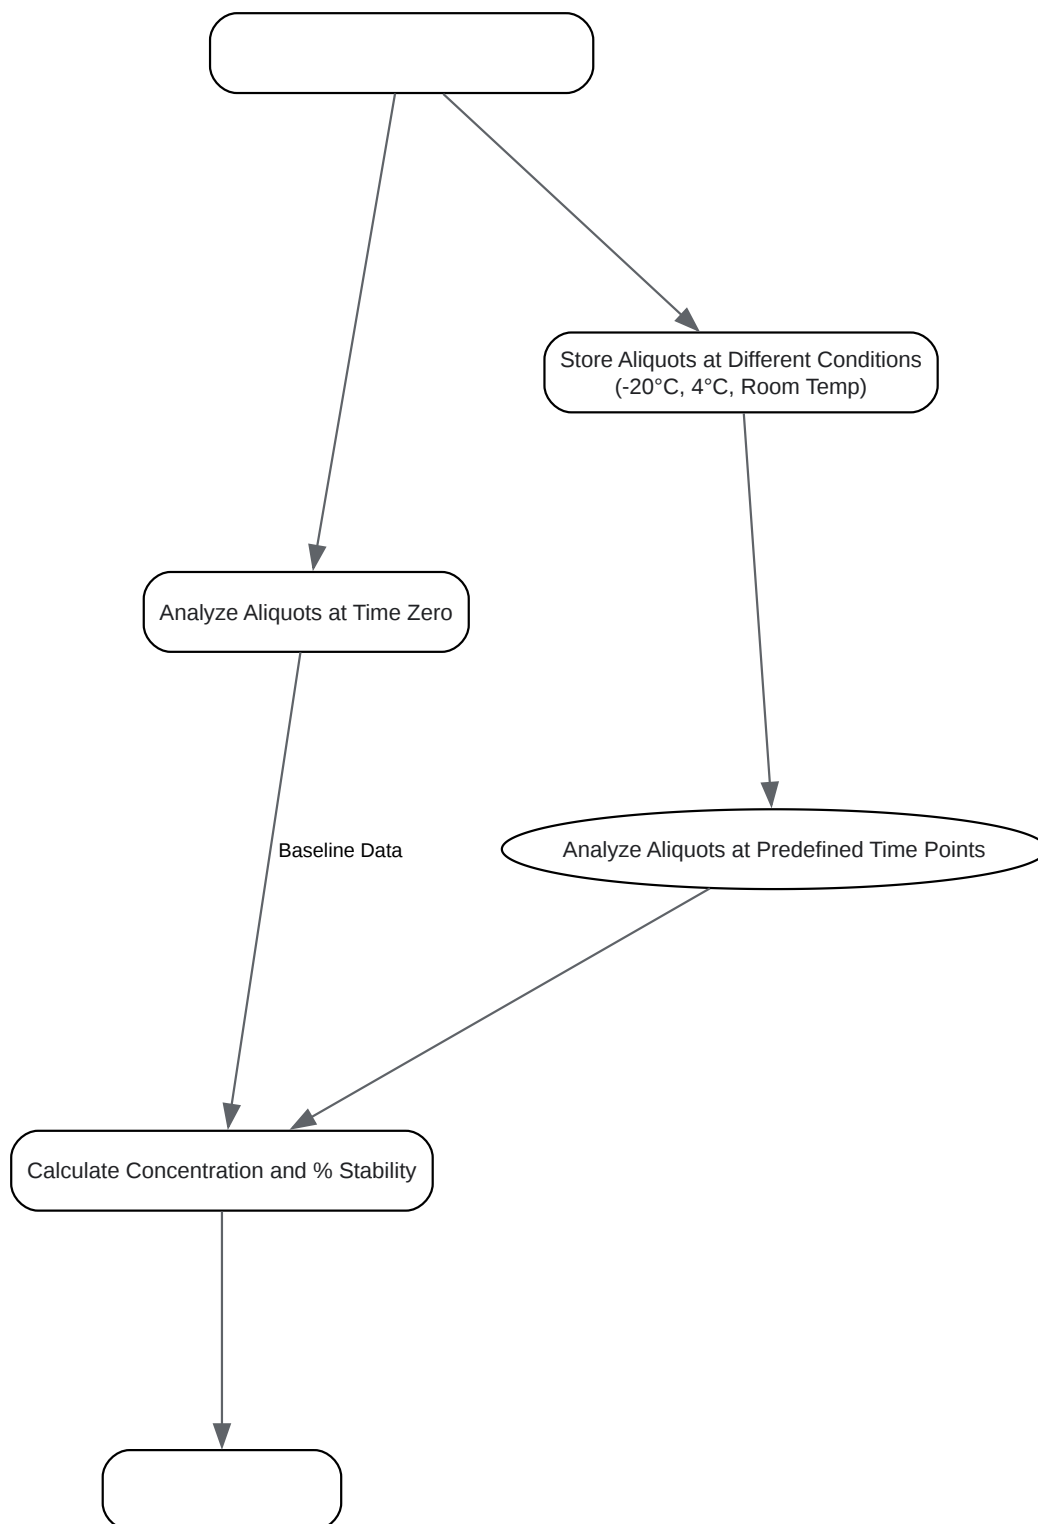 Store Aliquots at Different Conditions
(-20°C, 4°C, Room Temp)
Analyze Aliquots at Time Zero
Baseline Data
Analyze Aliquots at Predefined Time Points
Calculate Concentration and % Stability